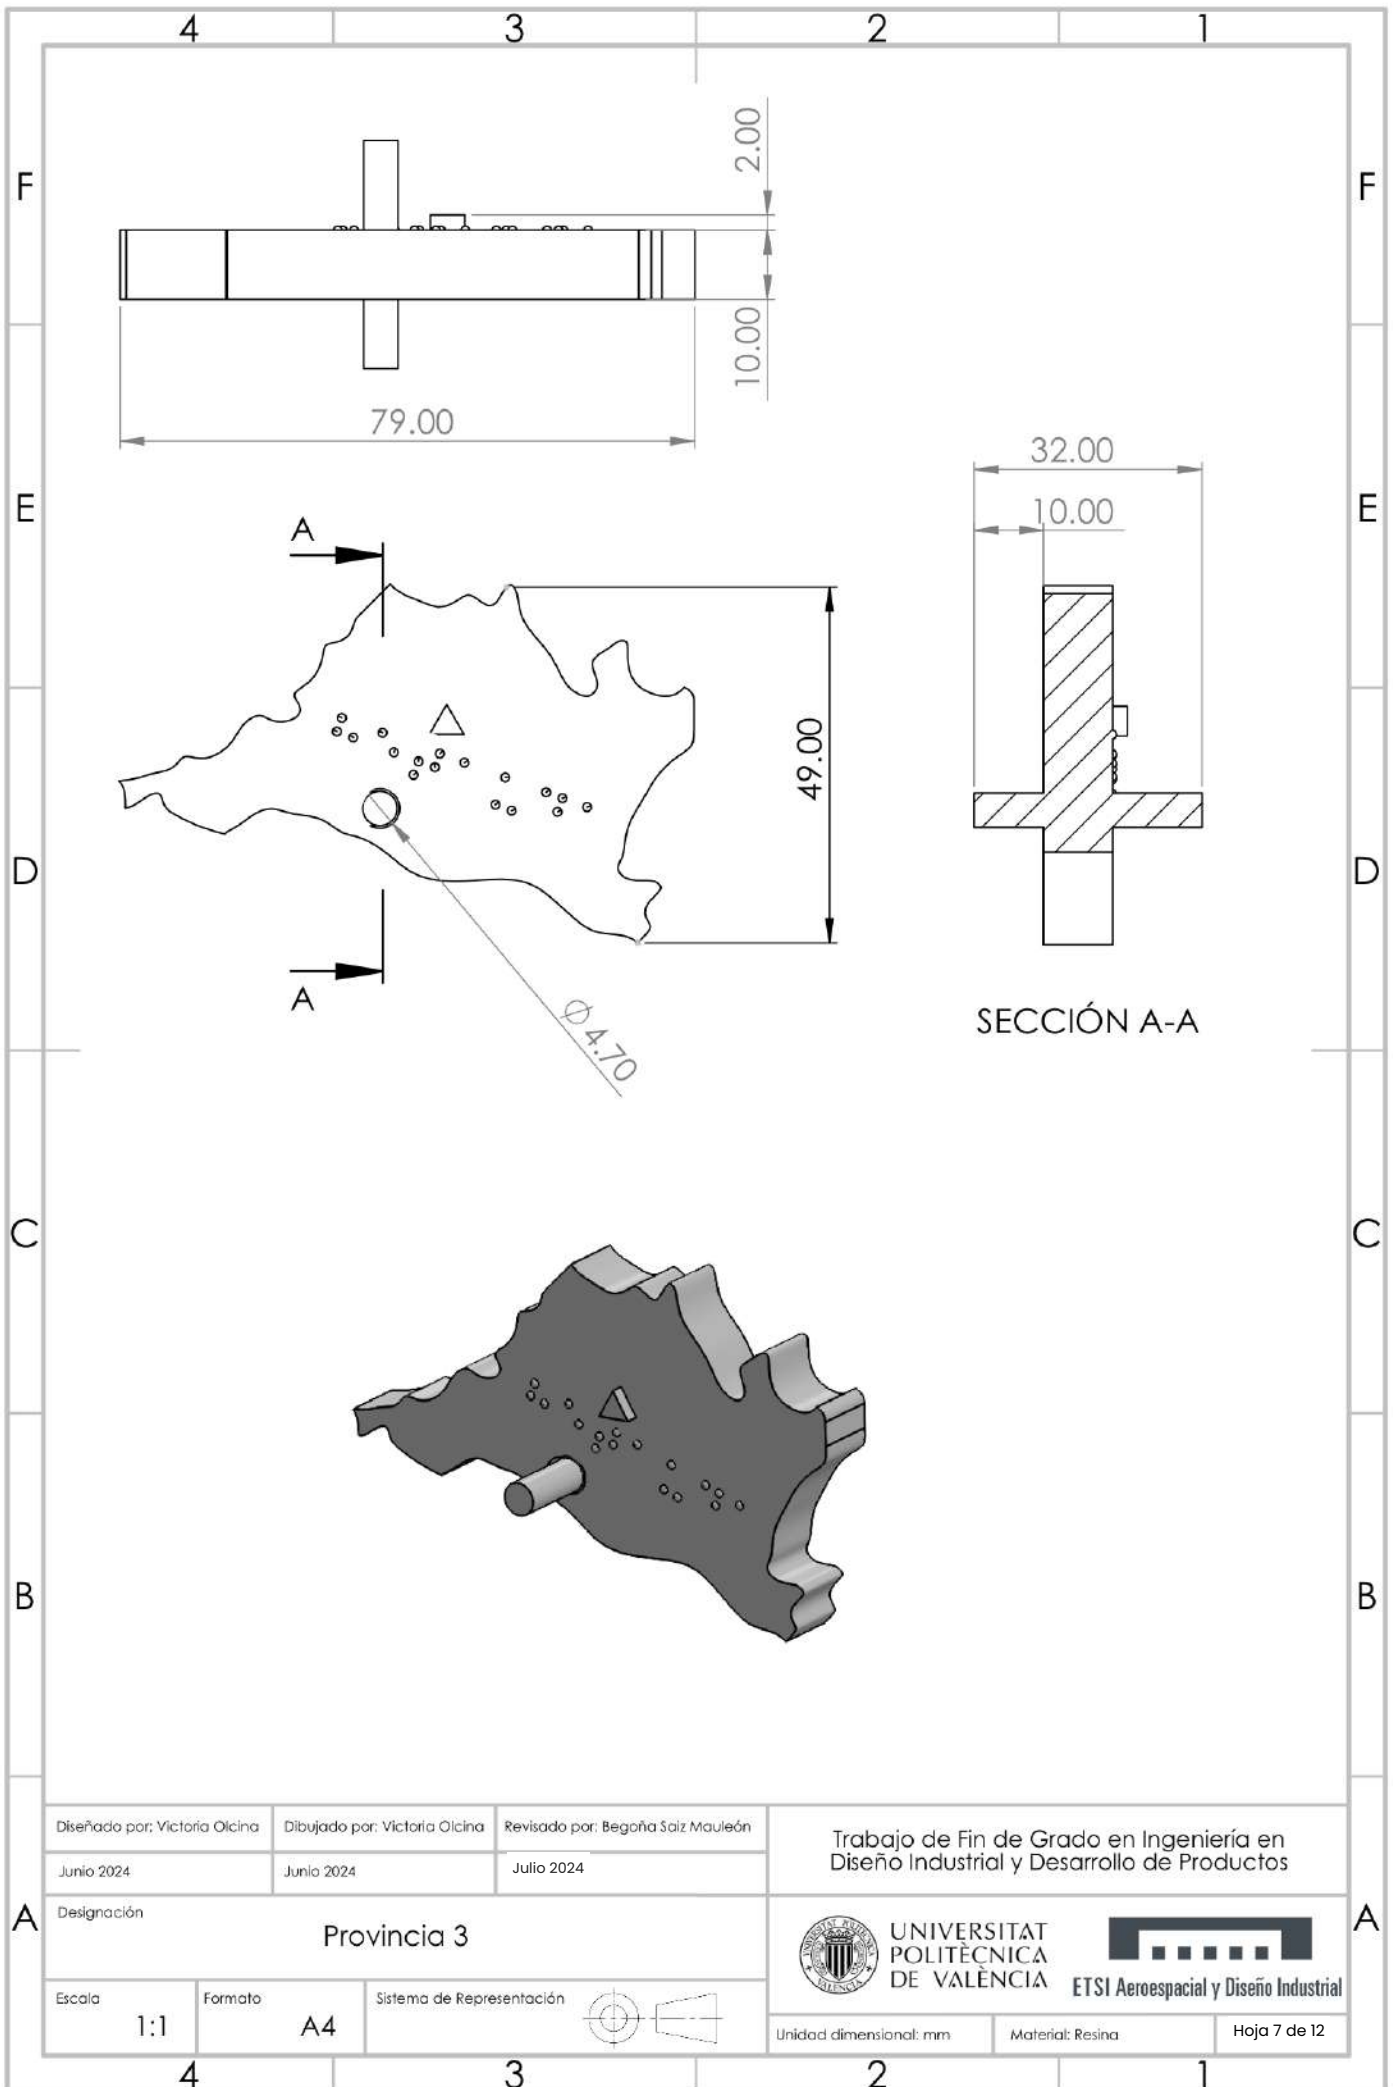 4 3 2 1
F F
2.00
10.00
79.00
E E
32.00
10.00
A
49.00
D D
A
Ø 4.70
SECCIÓN A-A
C C
B B
Diseñado por: Victoria Olcina
Dibujado por: Victoria Olcina
Revisado por: Begoña Saiz Mauleón
Junio 2024
Junio 2024
Julio 2024
Trabajo de Fin de Grado en Ingeniería en
Diseño Industrial y Desarrollo de Productos
A A
Designación
Provincia 3
UNIVERSITAT
POLITÈCNICA
DE VALÈNCIA
ETSI Aeroespacial y Diseño Industrial
Escala
1:1
Formato
A4
Sistema de Representación
Unidad dimensional: mm
Material: Resina
Hoja 7 de 12
4 3 2 1